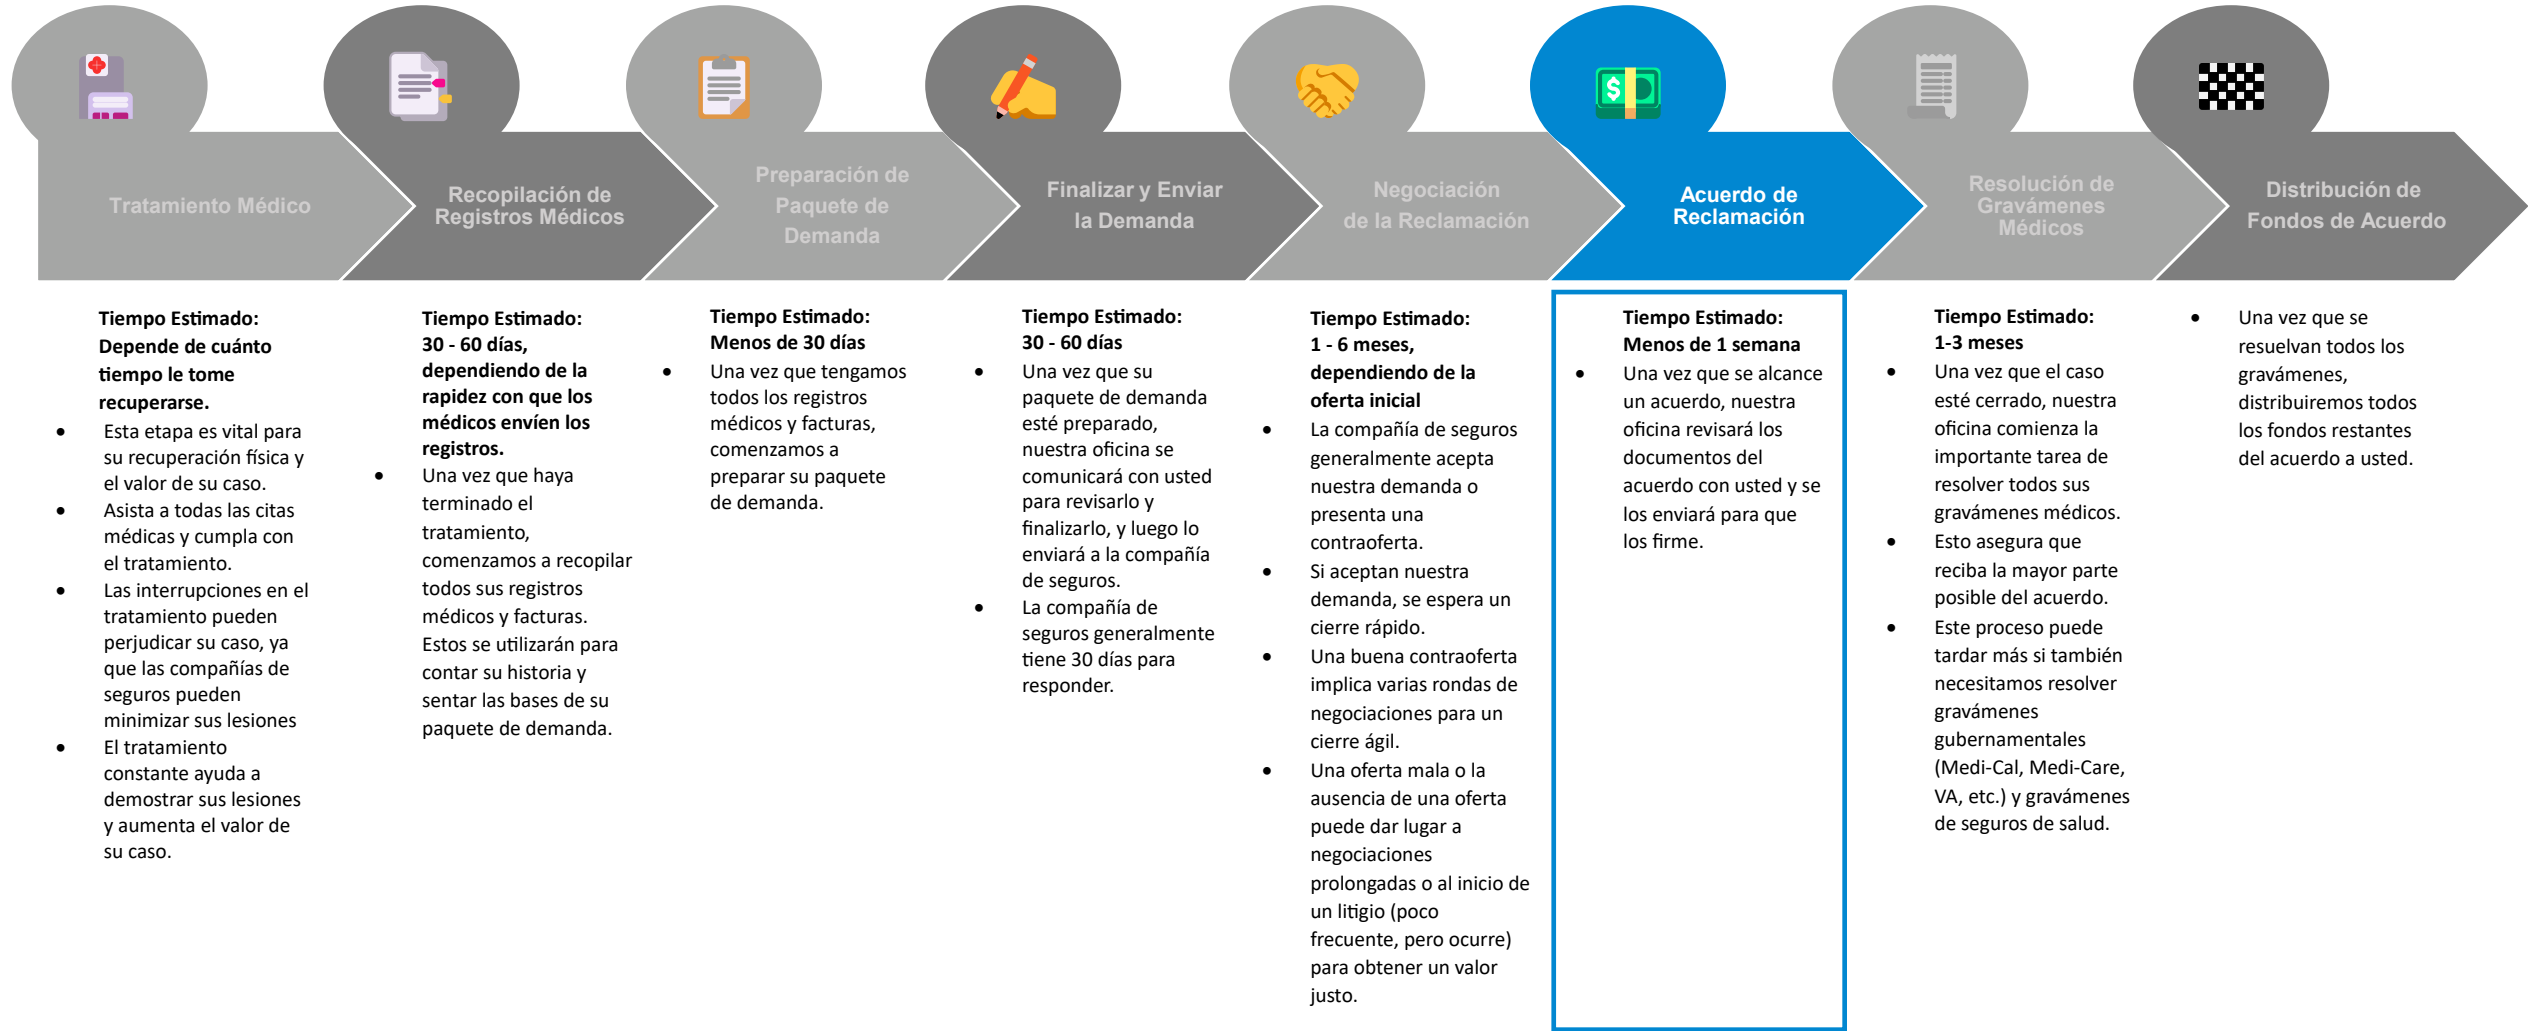 Tratamiento Médico
Recopilación de
Registros Médicos
Preparación de
Paquete de
Demanda
Finalizar y Enviar
la Demanda
Negociación
de la Reclamación
Acuerdo de
Reclamación
Resolución de
Gravámenes
Médicos
Distribución de
Fondos de Acuerdo
Tiempo Estimado:
Depende de cuánto
tiempo le tome
recuperarse.
• Esta etapa es vital para
su recuperación física y
el valor de su caso.
• Asista a todas las citas
médicas y cumpla con
el tratamiento.
• Las interrupciones en el
tratamiento pueden
perjudicar su caso, ya
que las compañías de
seguros pueden
minimizar sus lesiones
• El tratamiento
constante ayuda a
demostrar sus lesiones
y aumenta el valor de
su caso.
Tiempo Estimado:
30 - 60 días,
dependiendo de la
rapidez con que los
médicos envíen los
registros.
• Una vez que haya
terminado el
tratamiento,
comenzamos a recopilar
todos sus registros
médicos y facturas.
Estos se utilizarán para
contar su historia y
sentar las bases de su
paquete de demanda.
Tiempo Estimado:
Menos de 30 días
• Una vez que tengamos
todos los registros
médicos y facturas,
comenzamos a
preparar su paquete
de demanda.
Tiempo Estimado:
30 - 60 días
• Una vez que su
paquete de demanda
esté preparado,
nuestra oficina se
comunicará con usted
para revisarlo y
finalizarlo, y luego lo
enviará a la compañía
de seguros.
• La compañía de
seguros generalmente
tiene 30 días para
responder.
Tiempo Estimado:
1 - 6 meses,
dependiendo de la
oferta inicial
• La compañía de seguros
generalmente acepta
nuestra demanda o
presenta una
contraoferta.
• Si aceptan nuestra
demanda, se espera un
cierre rápido.
• Una buena contraoferta
implica varias rondas de
negociaciones para un
cierre ágil.
• Una oferta mala o la
ausencia de una oferta
puede dar lugar a
negociaciones
prolongadas o al inicio de
un litigio (poco
frecuente, pero ocurre)
para obtener un valor
justo.
Tiempo Estimado:
Menos de 1 semana
• Una vez que se alcance
un acuerdo, nuestra
oficina revisará los
documentos del
acuerdo con usted y se
los enviará para que
los firme.
Tiempo Estimado:
1-3 meses
• Una vez que el caso
esté cerrado, nuestra
oficina comienza la
importante tarea de
resolver todos sus
gravámenes médicos.
• Esto asegura que
reciba la mayor parte
posible del acuerdo.
• Este proceso puede
tardar más si también
necesitamos resolver
gravámenes
gubernamentales
(Medi-Cal, Medi-Care,
VA, etc.) y gravámenes
de seguros de salud.
• Una vez que se
resuelvan todos los
gravámenes,
distribuiremos todos
los fondos restantes
del acuerdo a usted.